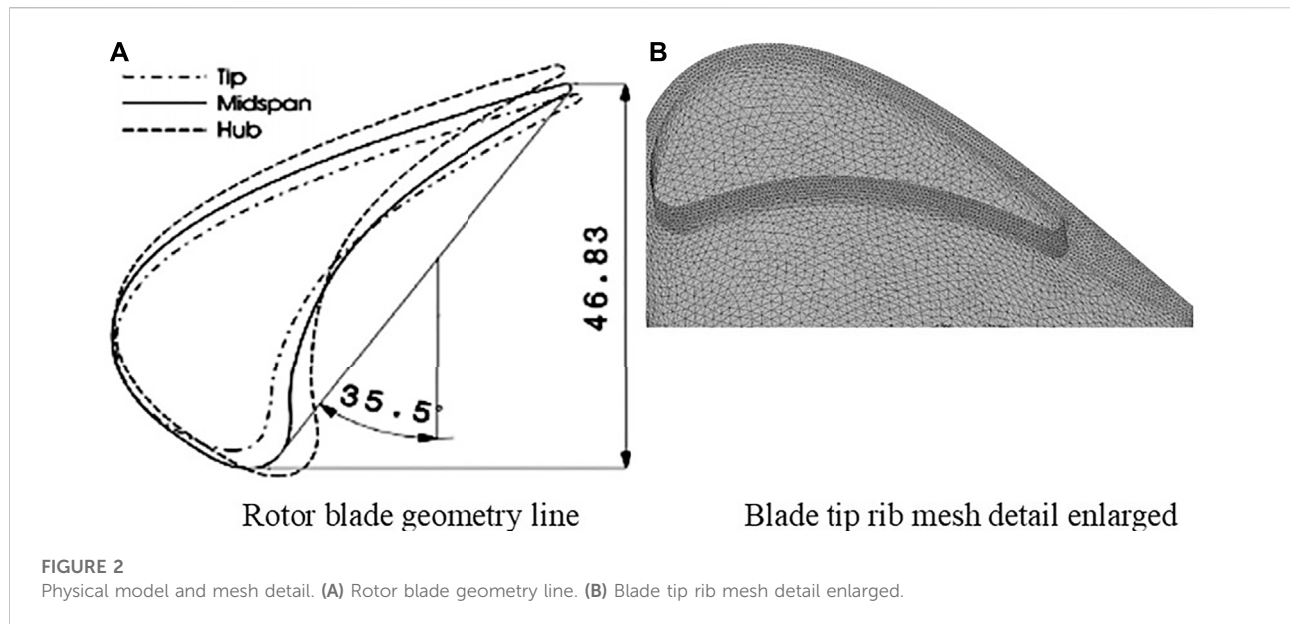 A
Tip
Midspan
Hub
46.83
35.5°
Rotor blade geometry line
B
Blade tip rib mesh detail enlarged
FIGURE 2
Physical model and mesh detail. (A) Rotor blade geometry line. (B) Blade tip rib mesh detail enlarged.